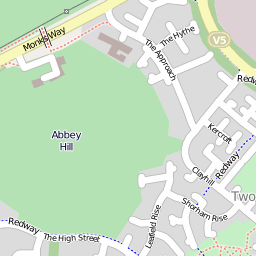 Monks Way
The Hythe
V5
The Approach
Redw
Kercroft
Abbey
Hill
Redway
Clayhill
TWO
Shorham Rise
Leafield Rise
Redway
The High Street